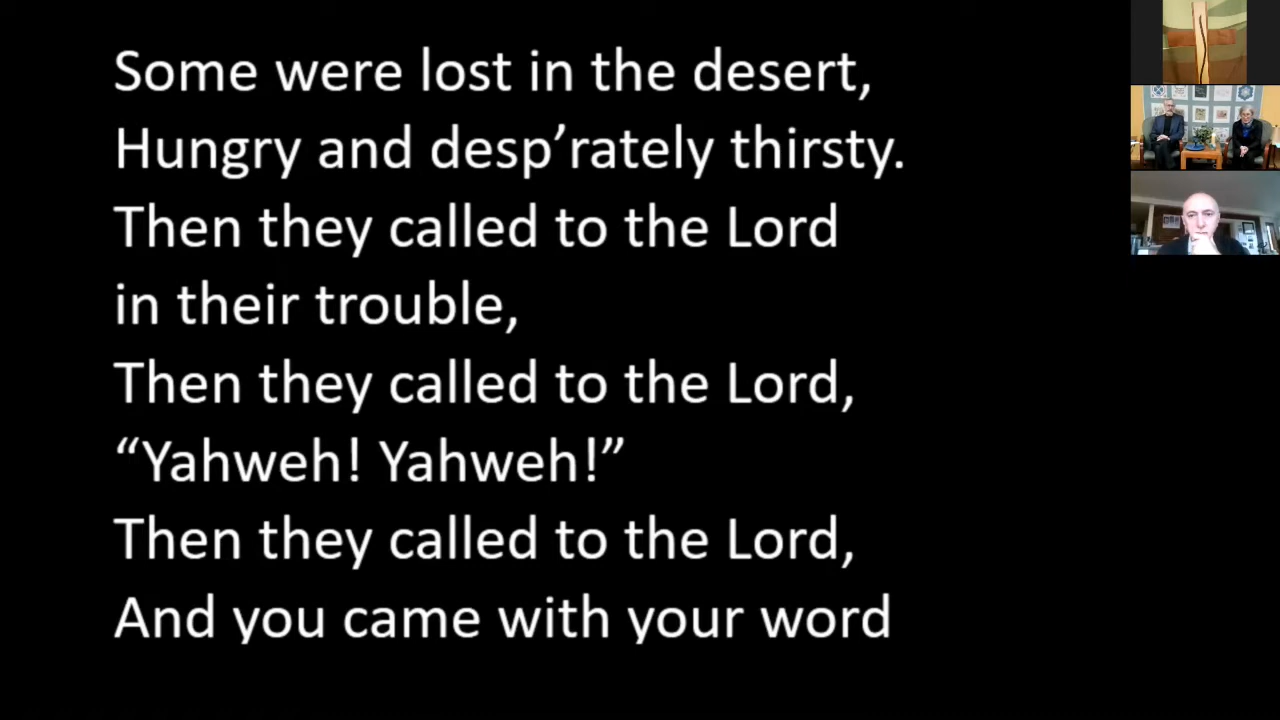 Some were lost in the desert,
Hungry and desp’rately thirsty.
Then they called to the Lord
in their trouble,
Then they called to the Lord,
“Yahweh! Yahweh!”
Then they called to the Lord,
And you came with your word